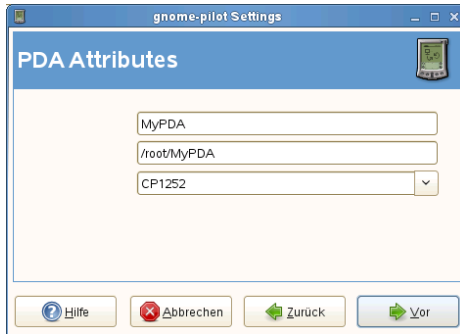 gnome-pilot Settings
PDA Attributes
MyPDA
/root/MyPDA
CP1252
Hilfe
Abbrechen
Zurück
Vor